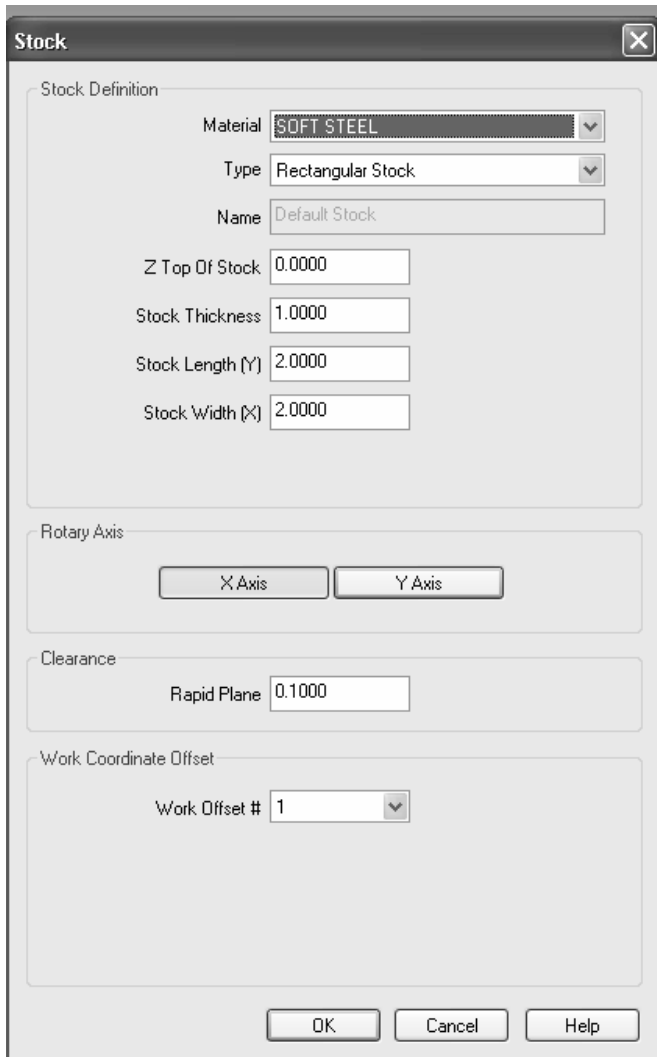 Stock
Stock Definition
Material SOFT STEEL
Type Rectangular Stock
Name Default Stock
Z Top Of Stock 0.0000
Stock Thickness 1.0000
Stock Length (Y) 2.0000
Stock Width (X) 2.0000
Rotary Axis
X Axis Y Axis
Clearance
Rapid Plane 0.1000
Work Coordinate Offset
Work Offset # 1
OK Cancel Help